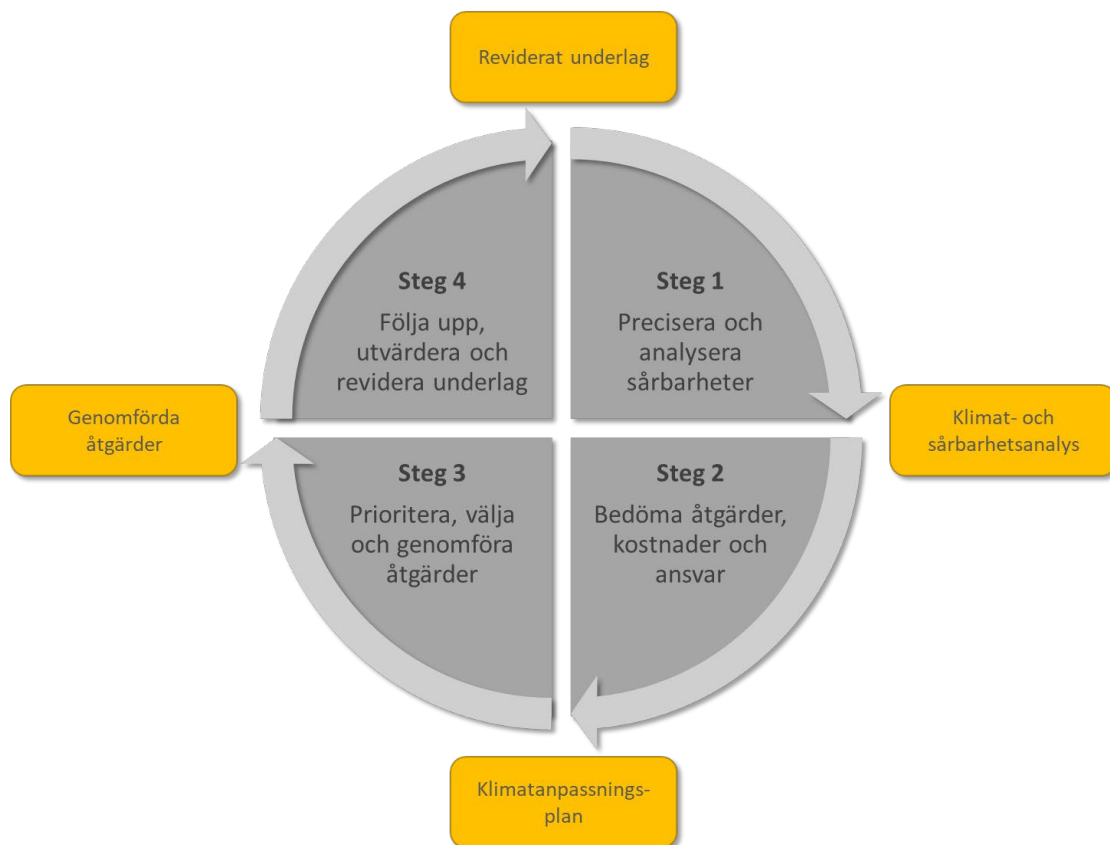 Reviderat underlag
Steg 4
Följa upp,
utvärdera och
revidera underlag
Steg 1
Precisera och
analysera
sårbarheter
Genomförda
åtgärder
Klimat- och
sårbarhetsanalys
Steg 3
Prioritera, välja
och genomföra
åtgärder
Steg 2
Bedöma åtgärder,
kostnader och
ansvar
Klimatanpassnings-
plan